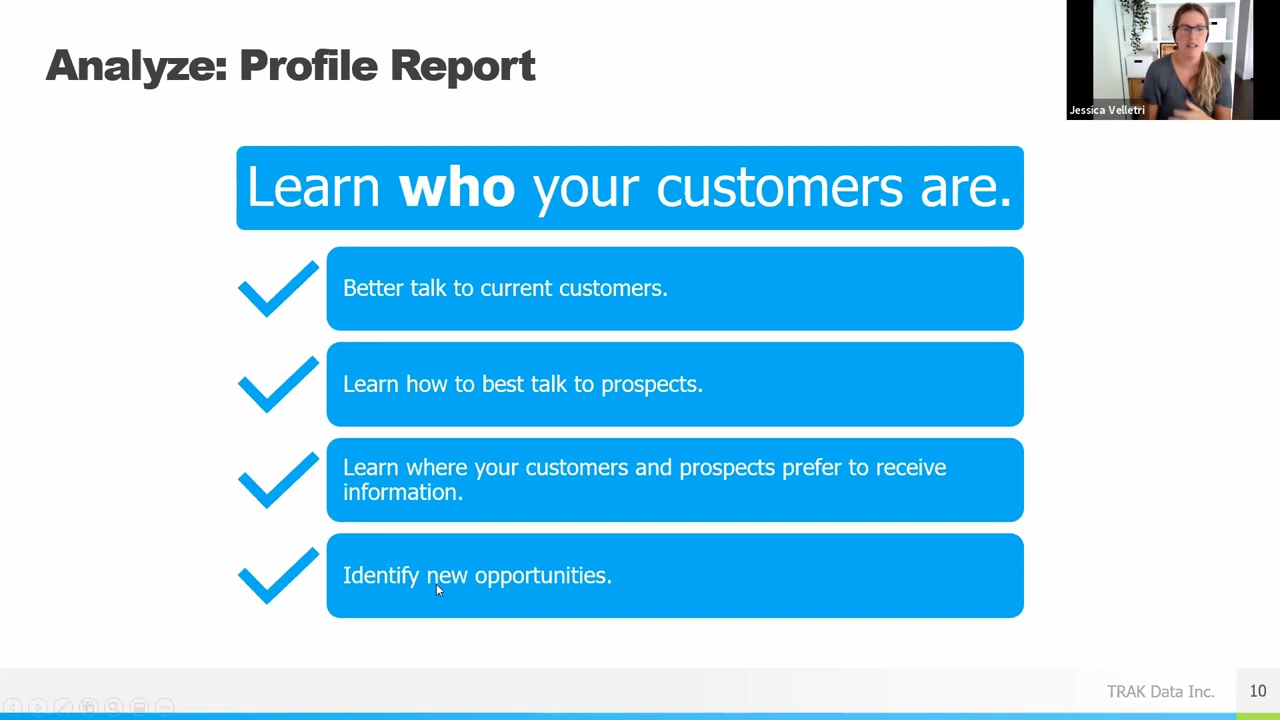 Analyze: Profile Report
Jessica Velletri
Learn who your customers are.
Better talk to current customers.
Learn how to best talk to prospects.
Learn where your customers and prospects prefer to receive
information.
Identify new opportunities.
TRAK Data Inc.
10